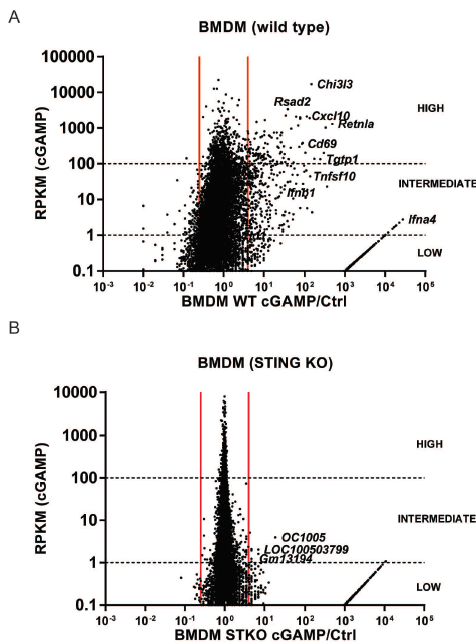 A
BMDM (wild type)
RPKM (cGAMP)
100000
10000
1000
100
10
1
0.1
Chi3l3
Rsad2
Cxcl10
Retnla
Cd69
Tgtp1
Tnfsf10
Ifnb1
Ifna4
HIGH
INTERMEDIATE
LOW
10⁻³ 10⁻² 10⁻¹ 10⁰ 10¹ 10² 10³ 10⁴ 10⁵
BMDM WT cGAMP/Ctrl
B
BMDM (STING KO)
RPKM (cGAMP)
10000
1000
100
10
1
0.1
OC1005
LOC100503799
Gm13194
HIGH
INTERMEDIATE
LOW
10⁻³ 10⁻² 10⁻¹ 10⁰ 10¹ 10² 10³ 10⁴ 10⁵
BMDM STKO cGAMP/Ctrl